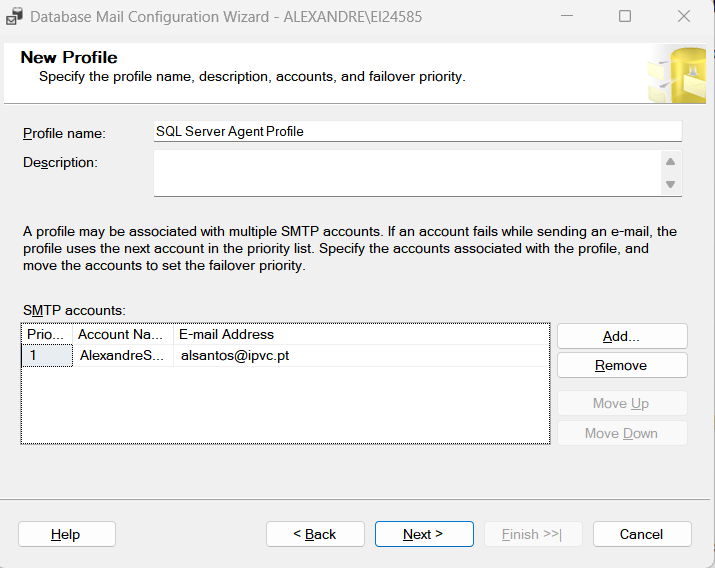 Database Mail Configuration Wizard - ALEXANDRE\EI24585
New Profile
Specify the profile name, description, accounts, and failover priority.
Profile name:
SQL Server Agent Profile
Description:
A profile may be associated with multiple SMTP accounts. If an account fails while sending an e-mail, the
profile uses the next account in the priority list. Specify the accounts associated with the profile, and
move the accounts to set the failover priority.
SMTP accounts:
Prio... Account Na... E-mail Address
1 AlexandreS... alsantos@ipvc.pt
Add...
Remove
Move Up
Move Down
Help
< Back
Next >
Finish >>|
Cancel